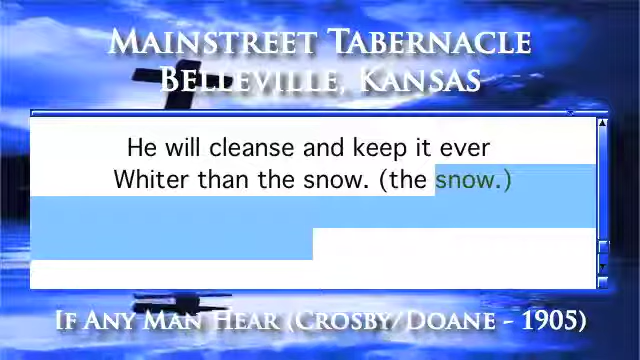 Mainstreet Tabernacle
Belleville, Kansas
He will cleanse and keep it ever
Whiter than the snow. (the snow.)
If Any Man Hear (Crosby/Doane - 1905)